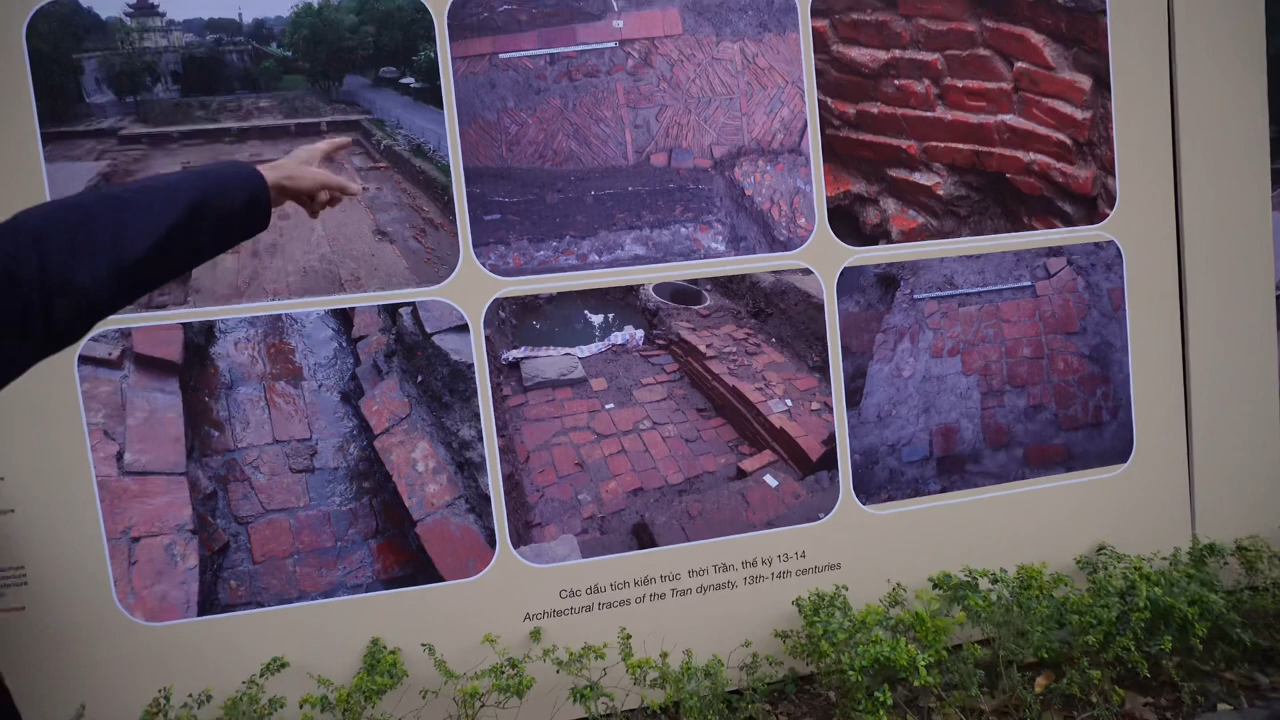 Các dấu tích kiến trúc thời Trần, thế kỷ 13-14
Architectural traces of the Tran dynasty, 13th-14th centuries